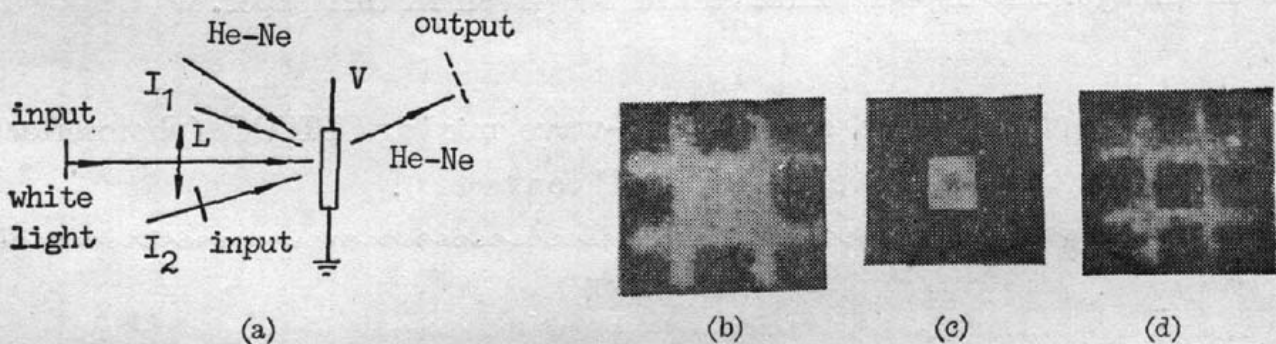 He-Ne
output
I1
V
input
L
He-Ne
white
light
I2
input
(a)
(b)
(c)
(d)